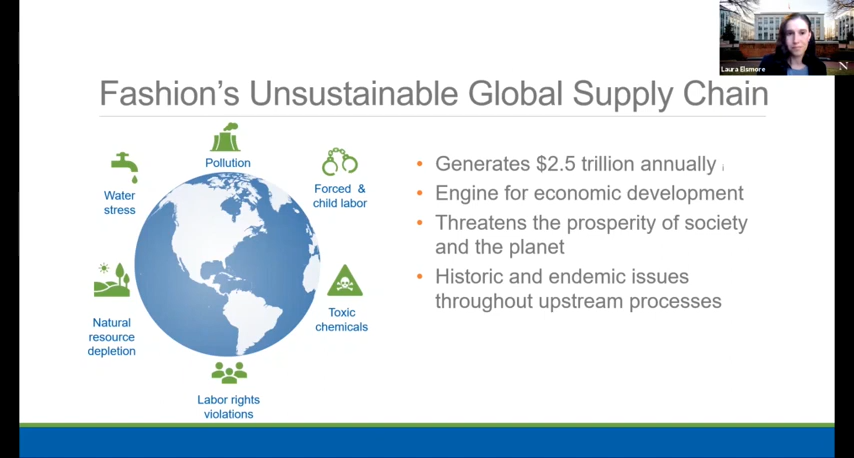 Laura Elsmore
N
Fashion's Unsustainable Global Supply Chain
Pollution
Water
stress
Forced &
child labor
Natural
resource
depletion
Toxic
chemicals
Labor rights
violations
• Generates $2.5 trillion annually
• Engine for economic development
• Threatens the prosperity of society
and the planet
• Historic and endemic issues
throughout upstream processes